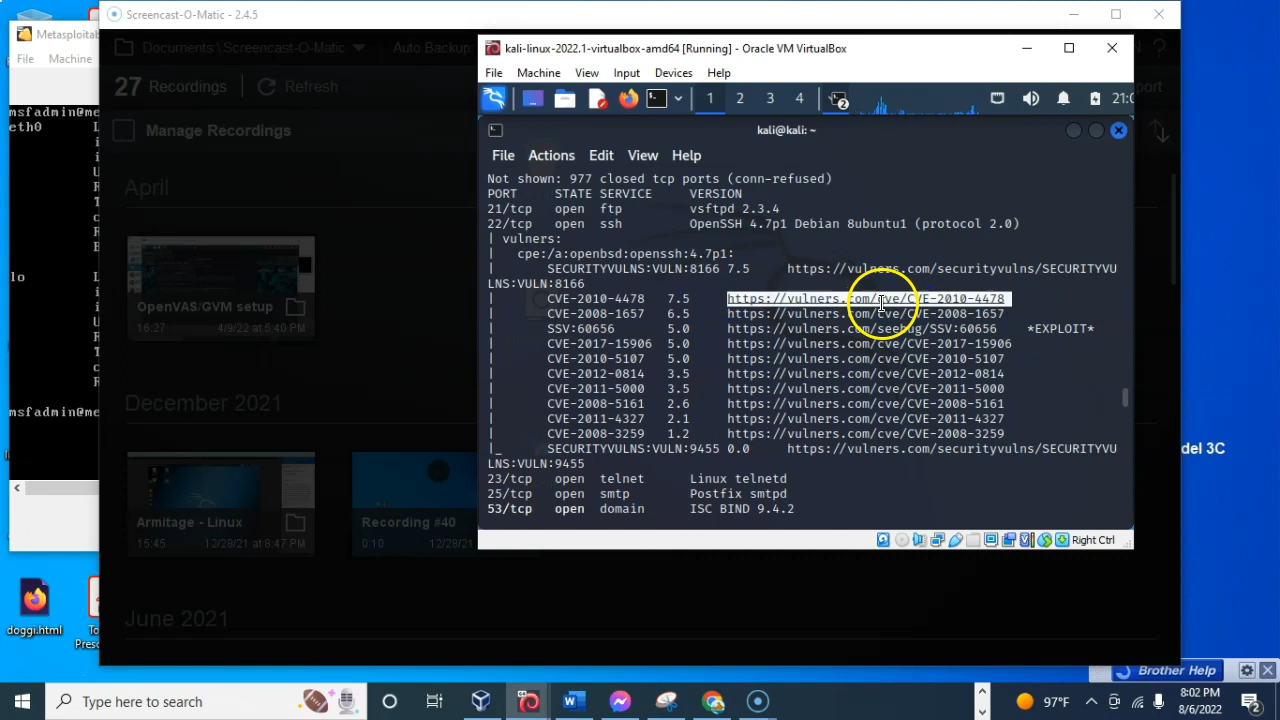 Screencast-O-Matic - 2.4.5
Metasploitab
File Machine
Documents \ Screencast-O-Matic
Auto Backup
27 Recordings
Refresh
port
Manage Recordings
April
OpenVAS/GVM setup
16:27
4/9/22 at 5:40 PM
December 2021
Armitage - Linux
15:45
12/28/21 at 8:47 PM
Recording #40
0:10
12/28/21
June 2021
msfadmin@me
eth0
lo
msfadmin@me
kali-linux-2022.1-virtualbox-amd64 [Running] - Oracle VM VirtualBox
File Machine View Input Devices Help
1 2 3 4
2
21:0
kali@kali: ~
File Actions Edit View Help
Not shown: 977 closed tcp ports (conn-refused)
PORT STATE SERVICE VERSION
21/tcp open ftp vsftpd 2.3.4
22/tcp open ssh OpenSSH 4.7p1 Debian 8ubuntu1 (protocol 2.0)
| vulners:
| cpe:/a:openbsd:openssh:4.7p1:
| SECURITYVULNS:VULN:8166 7.5 https://vulners.com/securityvulns/SECURITYVU
LNS:VULN:8166
| CVE-2010-4478 7.5 https://vulners.com/cve/CVE-2010-4478
| CVE-2008-1657 6.5 https://vulners.com/cve/CVE-2008-1657
| SSV:60656 5.0 https://vulners.com/seebug/SSV:60656 *EXPLOIT*
| CVE-2017-15906 5.0 https://vulners.com/cve/CVE-2017-15906
| CVE-2010-5107 5.0 https://vulners.com/cve/CVE-2010-5107
| CVE-2012-0814 3.5 https://vulners.com/cve/CVE-2012-0814
| CVE-2011-5000 3.5 https://vulners.com/cve/CVE-2011-5000
| CVE-2008-5161 2.6 https://vulners.com/cve/CVE-2008-5161
| CVE-2011-4327 2.1 https://vulners.com/cve/CVE-2011-4327
| CVE-2008-3259 1.2 https://vulners.com/cve/CVE-2008-3259
|_ SECURITYVULNS:VULN:9455 0.0 https://vulners.com/securityvulns/SECURITYVU
LNS:VULN:9455
23/tcp open telnet Linux telnetd
25/tcp open smtp Postfix smtpd
53/tcp open domain ISC BIND 9.4.2
Right Ctrl
del 3C
doggi.html
To
Preso
Brother Help
Type here to search
97°F
8:02 PM
8/6/2022
2